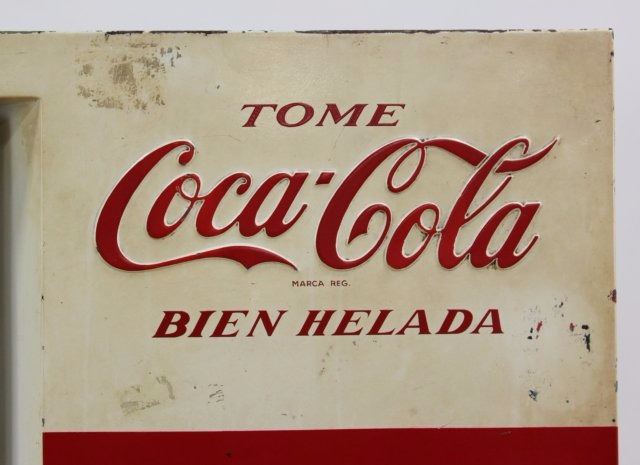 TOME
Coca-Cola
MARCA REG.
BIEN HELADA